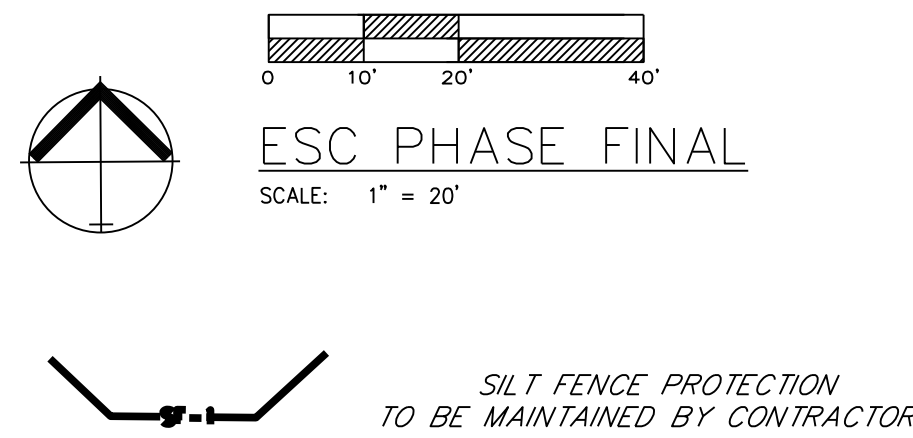 0 10' 20' 40'
ESC PHASE FINAL
SCALE: 1" = 20'
SF-1
SILT FENCE PROTECTION
TO BE MAINTAINED BY CONTRACTOR